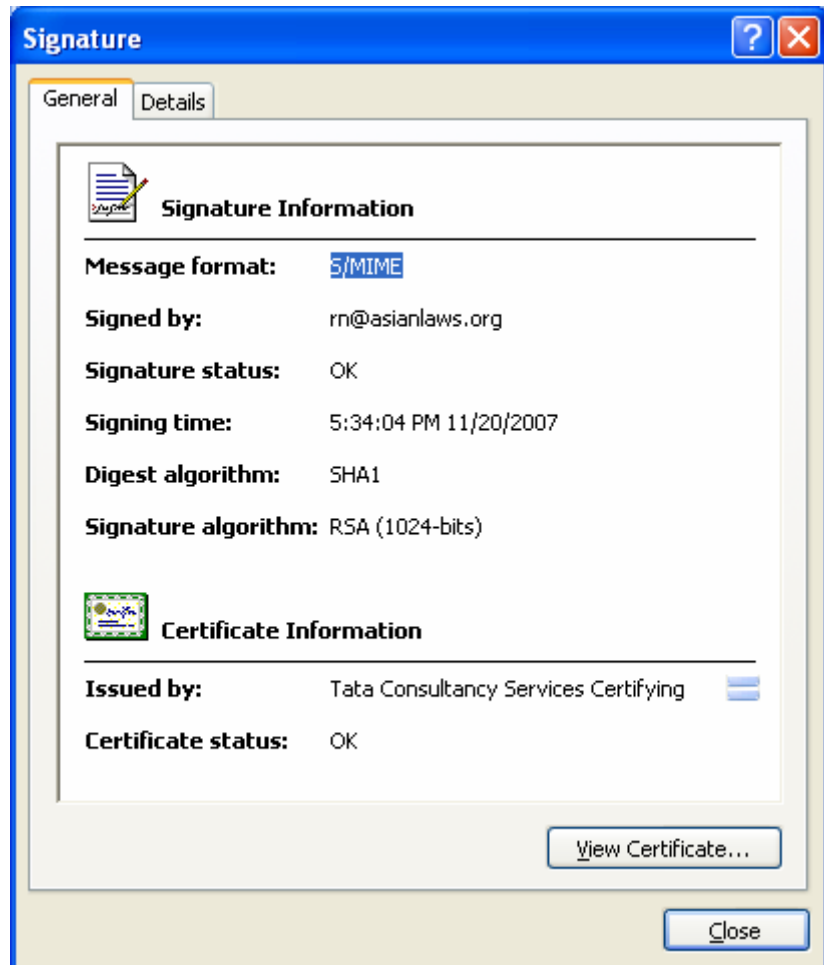 Signature
General Details
Signature Information
Message format: S/MIME
Signed by: rn@asianlaws.org
Signature status: OK
Signing time: 5:34:04 PM 11/20/2007
Digest algorithm: SHA1
Signature algorithm: RSA (1024-bits)
Certificate Information
Issued by: Tata Consultancy Services Certifying
Certificate status: OK
View Certificate...
Close